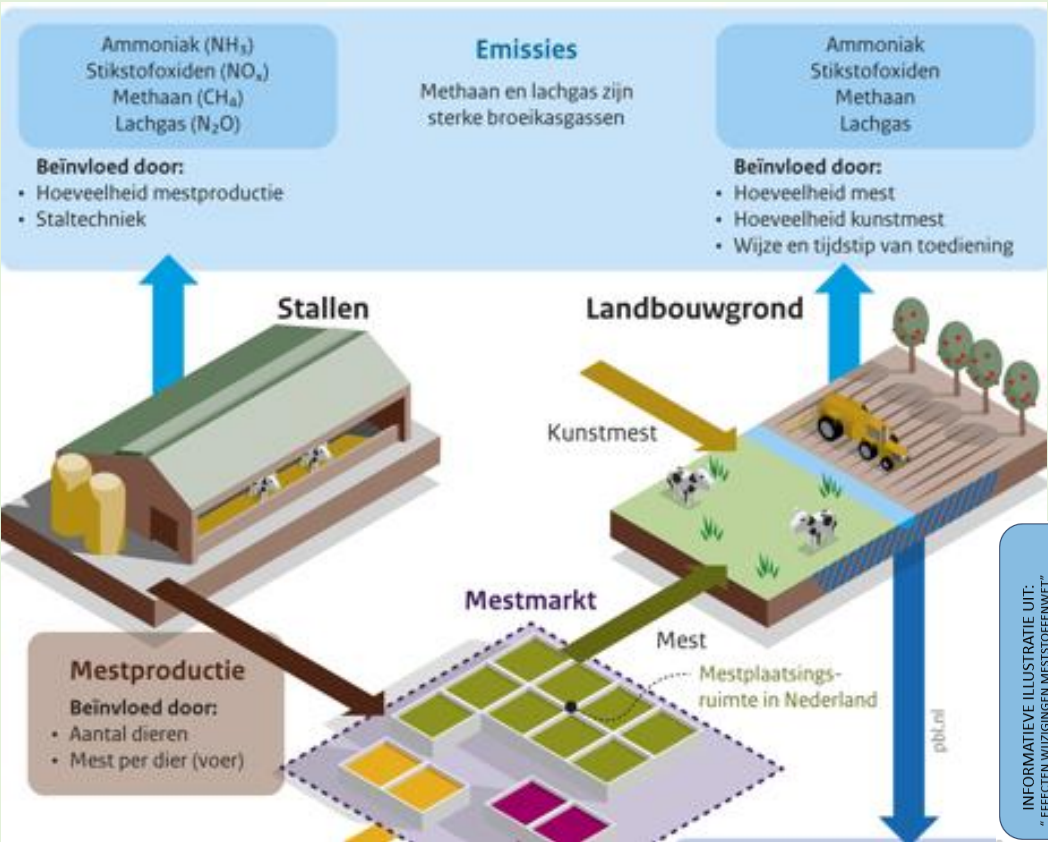 Ammoniak (NH₃)
Stikstofoxiden (NOₓ)
Methaan (CH₄)
Lachgas (N₂O)
Beïnvloed door:
• Hoeveelheid mestproductie
• Staltechniek
Emissies
Methaan en lachgas zijn
sterke broeikasgassen
Ammoniak
Stikstofoxiden
Methaan
Lachgas
Beïnvloed door:
• Hoeveelheid mest
• Hoeveelheid kunstmest
• Wijze en tijdstip van toediening
Stallen
Landbouwgrond
Kunstmest
Mestmarkt
Mest
Mestplaatsings-
ruimte in Nederland
Mestproductie
Beïnvloed door:
• Aantal dieren
• Mest per dier (voer)
pbl.nl
INFORMATIEVE ILLUSTRATIE UIT:
“ EFFECTEN WIJZIGINGEN MESTSTOFFENWET”